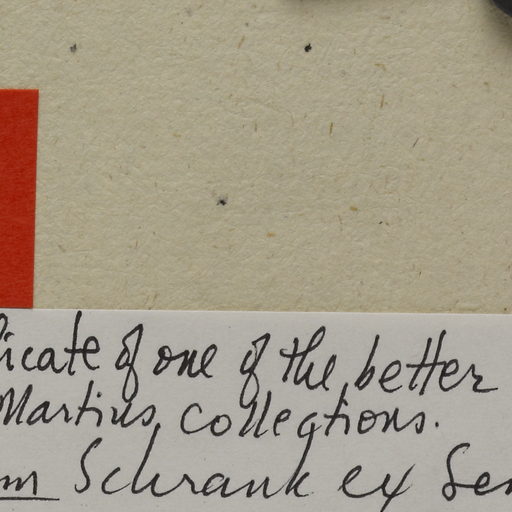 licate of one of the better
Martius collections.
m Schrank ex Sen